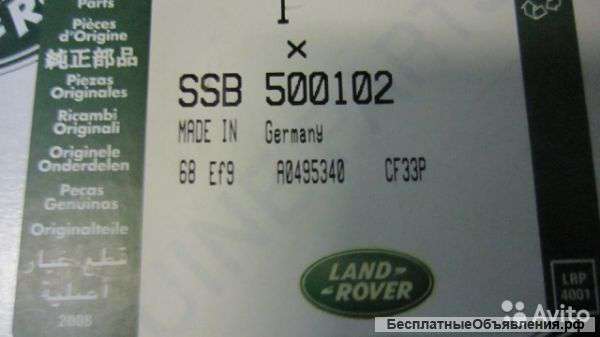 Parts
Pièces
d'Origine
純正部品
Piezas
Originales
Ricambi
Originali
Originele
Onderdelen
Peças
Genuinas
Originalteile
قطع غيار
أصلية
2008
1
×
SSB 500102
MADE IN Germany
68 Ef9 A0495340 CF33P
LAND-
ROVER
LRP
4001
Avito
БесплатныеОбъявления.рф